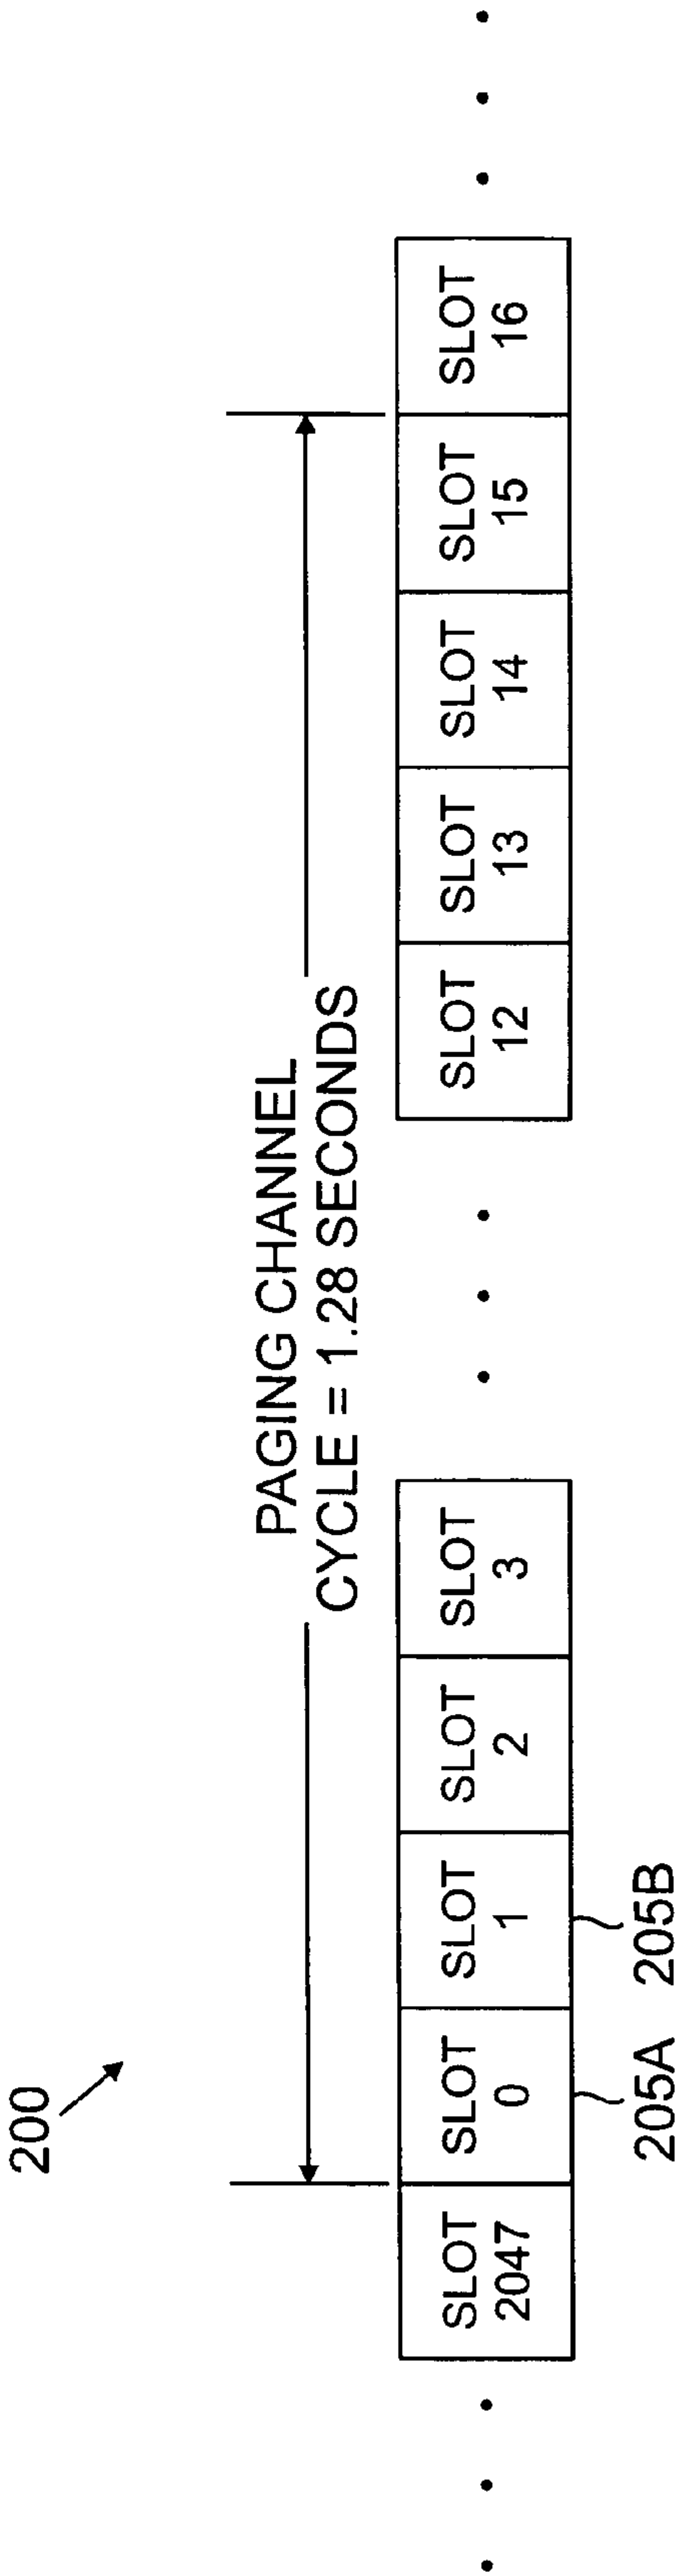 200
PAGING CHANNEL
CYCLE = 1.28 SECONDS
SLOT
2047
SLOT
0
SLOT
1
SLOT
2
SLOT
3
SLOT
12
SLOT
13
SLOT
14
SLOT
15
SLOT
16
205A
205B